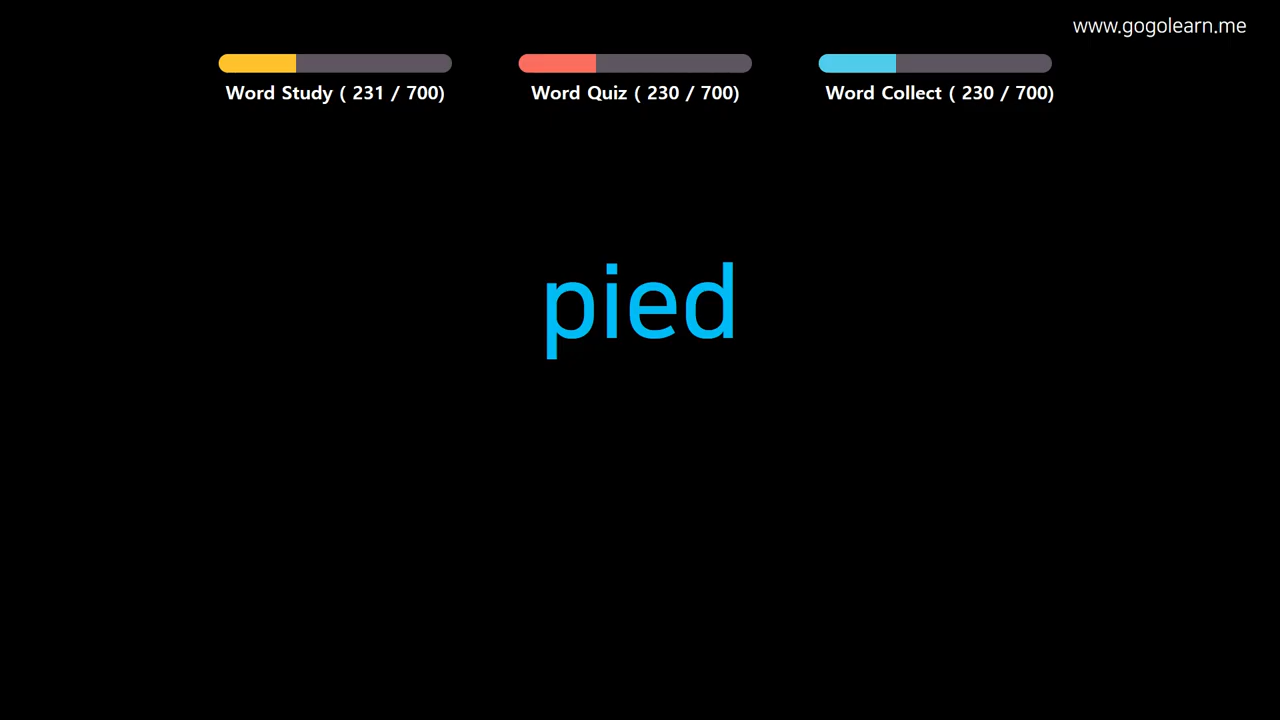 www.gogolearn.me
Word Study ( 231 / 700)
Word Quiz ( 230 / 700)
Word Collect ( 230 / 700)
pied